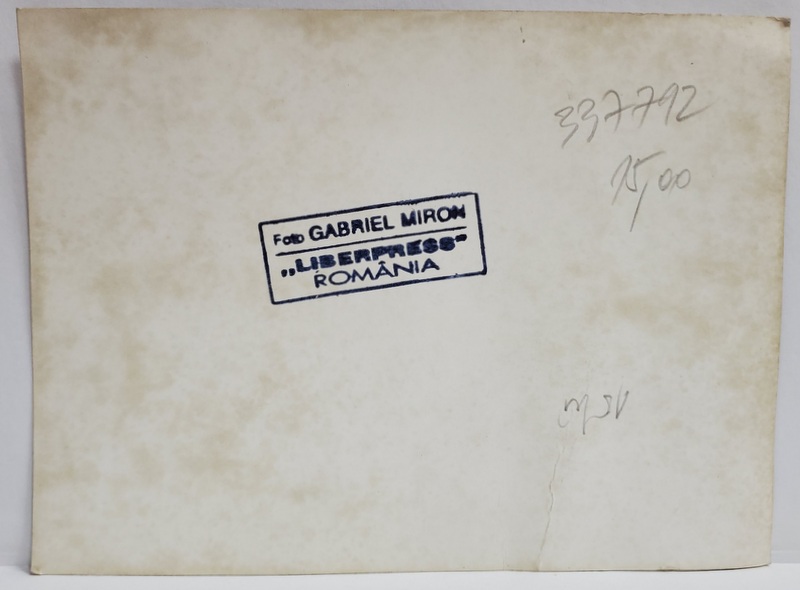 337792
15,00
Foto GABRIEL MIRON
„LIBERPRESS"
ROMÂNIA